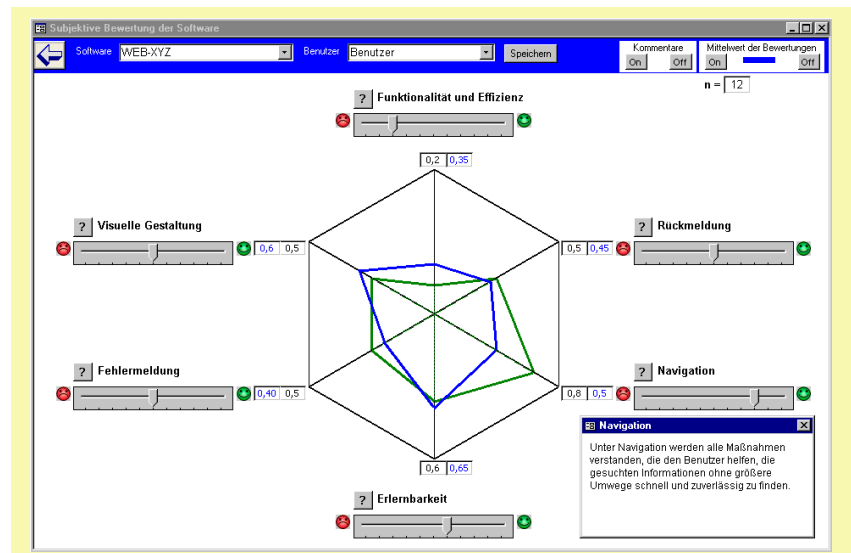 Subjektive Bewertung der Software
Software WEB-XYZ Benutzer Benutzer Speichern
Kommentare
On Off
Mittelwert der Bewertungen
On Off
n = 12
? Funktionalität und Effizienz
0,2 0,35
? Visuelle Gestaltung
0,6 0,5
? Rückmeldung
0,5 0,45
? Fehlermeldung
0,40 0,5
? Navigation
0,8 0,5
0,6 0,65
? Erlernbarkeit
Navigation
Unter Navigation werden alle Maßnahmen
verstanden, die den Benutzer helfen, die
gesuchten Informationen ohne größere
Umwege schnell und zuverlässig zu finden.